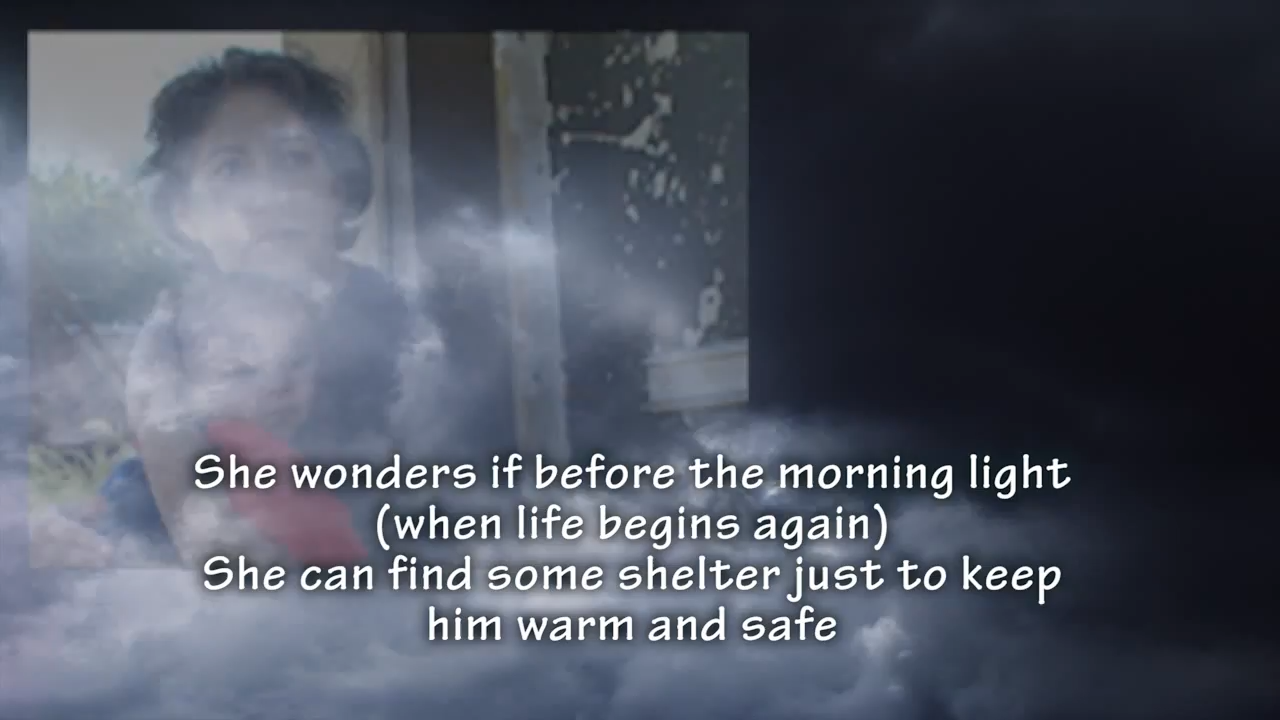 She wonders if before the morning light
(when life begins again)
She can find some shelter just to keep
him warm and safe